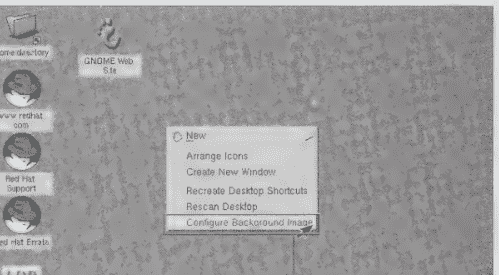 ome directory
GNOME Web
Site
www redhat
com
Red Hat
Support
ed Hat Errata
New
Arrange Icons
Create New Window
Recreate Desktop Shortcuts
Rescan Desktop
Configure Background Image